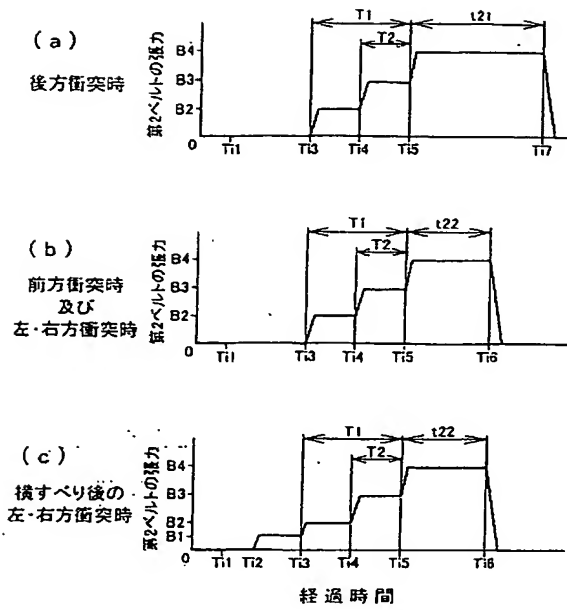 (a)
後方衝突時
第2ベルトの張力
B4
B3
B2
0
T1
T2
t21
Ti1
Ti3
Ti4
Ti5
Ti7
(b)
前方衝突時
及び
左・右方衝突時
第2ベルトの張力
B4
B3
B2
0
T1
T2
t22
Ti1
Ti3
Ti4
Ti5
Ti6
(c)
横すべり後の
左・右方衝突時
第2ベルトの張力
B4
B3
B2
B1
0
T1
T2
t22
Ti1
Ti2
Ti3
Ti4
Ti5
Ti6
経過時間